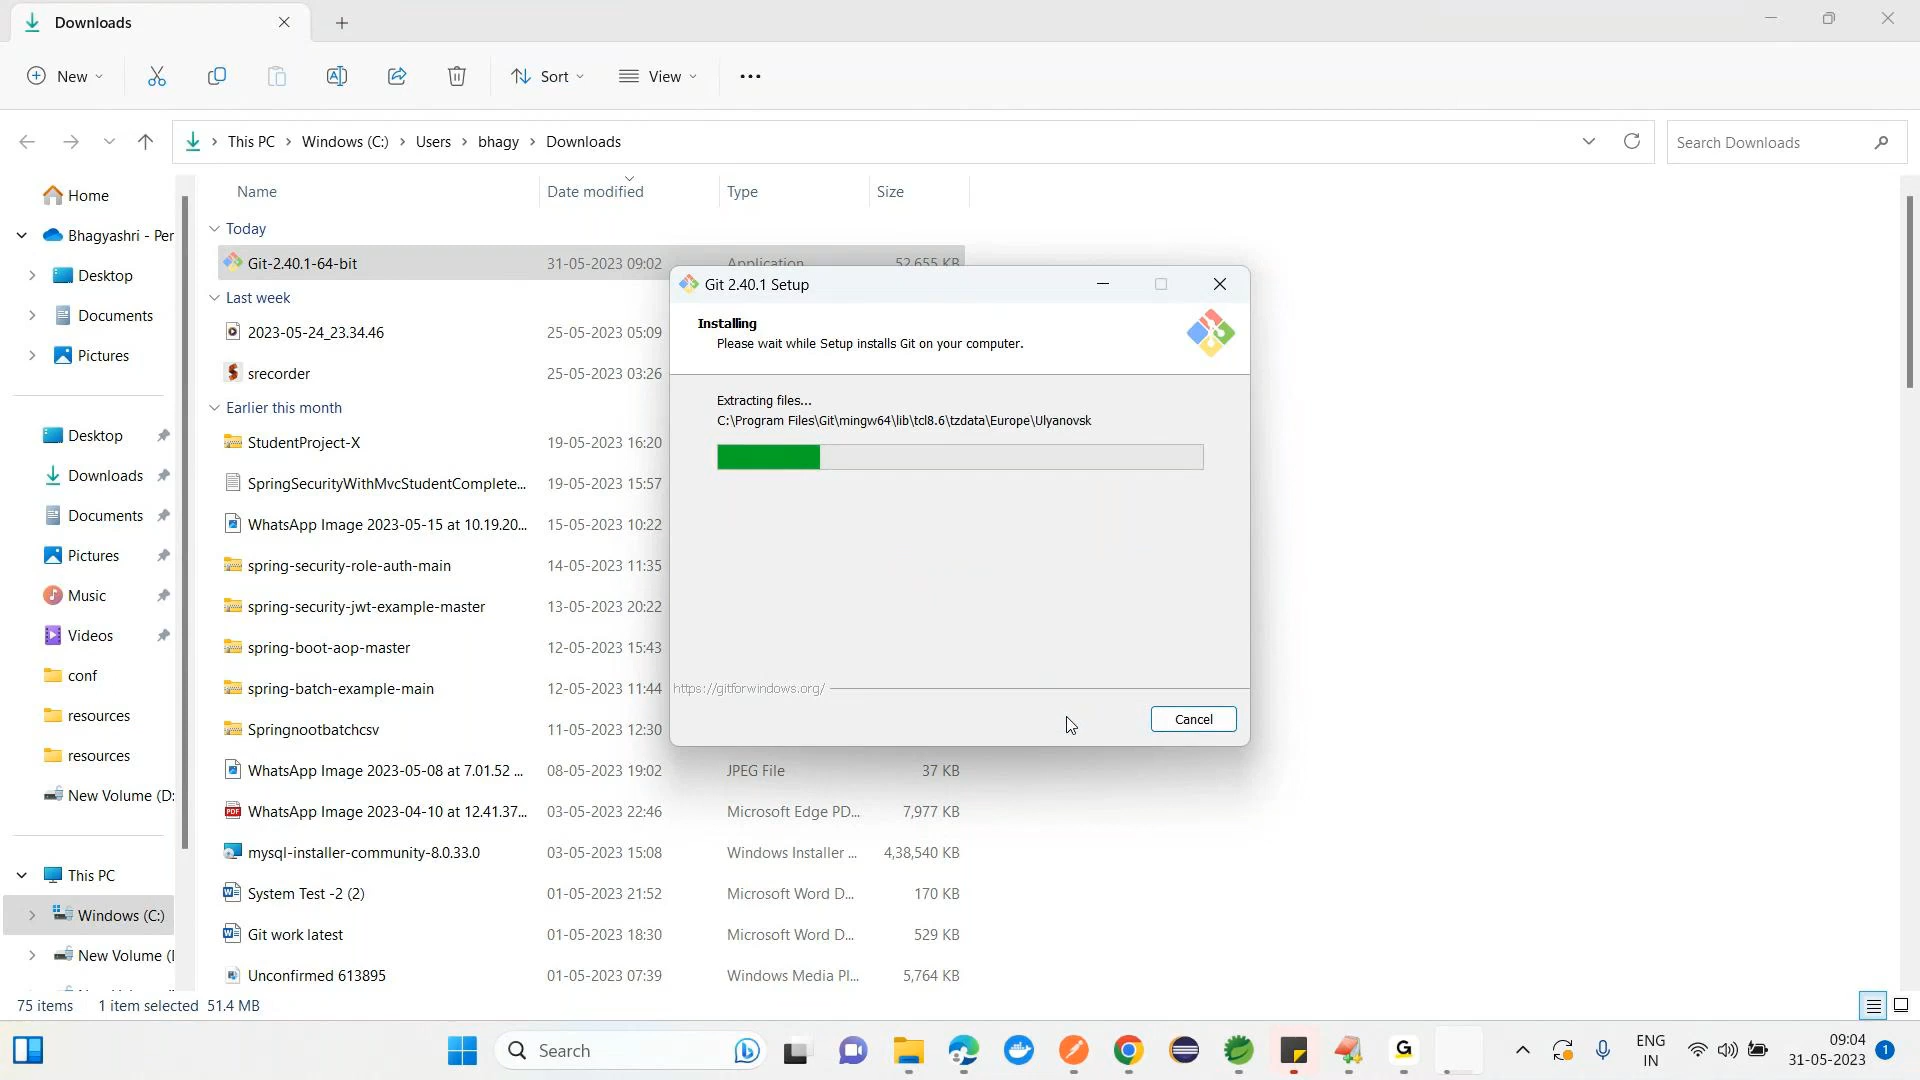 Downloads
New
Sort
View
This PC > Windows (C:) > Users > bhagy > Downloads
Search Downloads
Home
Bhagyashri - Per
Desktop
Documents
Pictures
Desktop
Downloads
Documents
Pictures
Music
Videos
conf
resources
resources
New Volume (D:
This PC
Windows (C:)
New Volume (
Name Date modified Type Size
Today
Git-2.40.1-64-bit 31-05-2023 09:02 Application 52,655 KB
Last week
2023-05-24_23.34.46 25-05-2023 05:09
srecorder 25-05-2023 03:26
Earlier this month
StudentProject-X 19-05-2023 16:20
SpringSecurityWithMvcStudentComplete... 19-05-2023 15:57
WhatsApp Image 2023-05-15 at 10.19.20... 15-05-2023 10:22
spring-security-role-auth-main 14-05-2023 11:35
spring-security-jwt-example-master 13-05-2023 20:22
spring-boot-aop-master 12-05-2023 15:43
spring-batch-example-main 12-05-2023 11:44
Springnootbatchcsv 11-05-2023 12:30
WhatsApp Image 2023-05-08 at 7.01.52 ... 08-05-2023 19:02 JPEG File 37 KB
WhatsApp Image 2023-04-10 at 12.41.37... 03-05-2023 22:46 Microsoft Edge PD... 7,977 KB
mysql-installer-community-8.0.33.0 03-05-2023 15:08 Windows Installer ... 4,38,540 KB
System Test -2 (2) 01-05-2023 21:52 Microsoft Word D... 170 KB
Git work latest 01-05-2023 18:30 Microsoft Word D... 529 KB
Unconfirmed 613895 01-05-2023 07:39 Windows Media Pl... 5,764 KB
Git 2.40.1 Setup
Installing
Please wait while Setup installs Git on your computer.
Extracting files...
C:\Program Files\Git\mingw64\lib\tcl8.6\tzdata\Europe\Ulyanovsk
https://gitforwindows.org/
Cancel
75 items 1 item selected 51.4 MB
Search
ENG
IN
09:04
31-05-2023
1